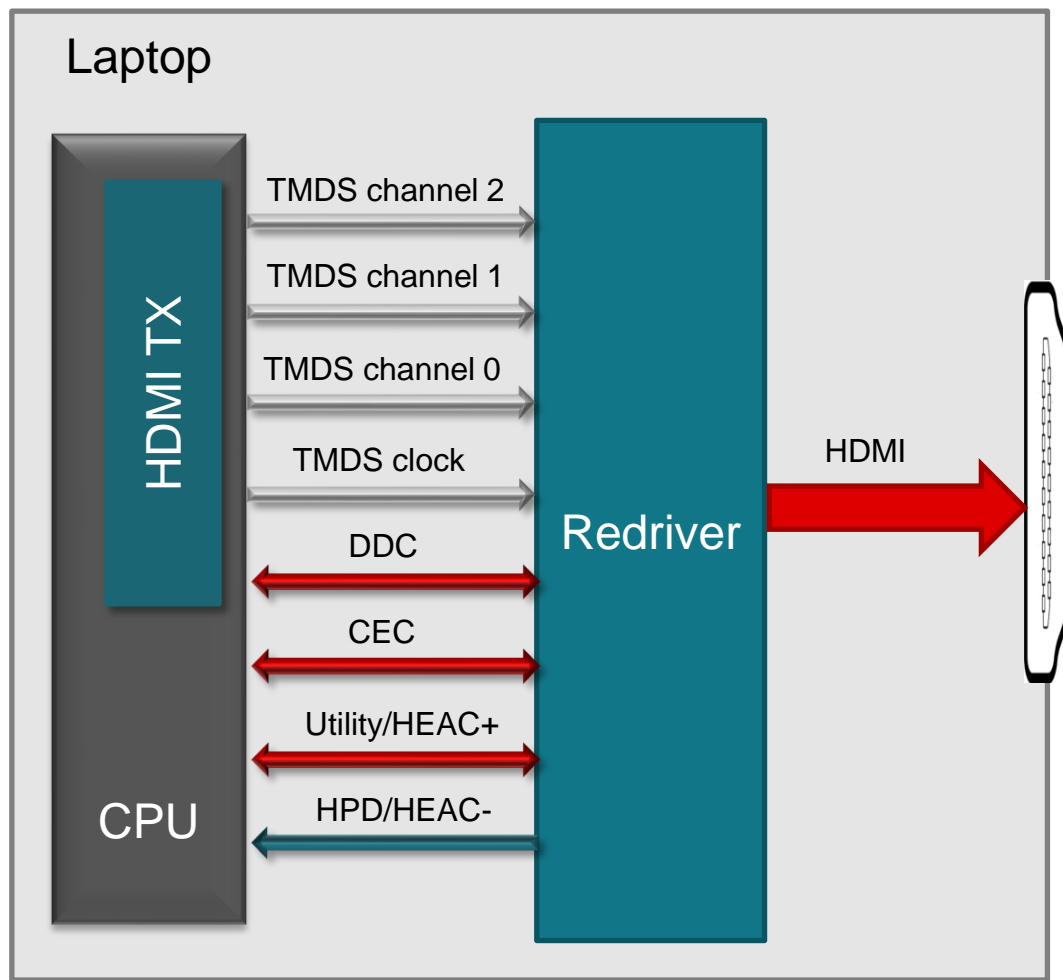 Laptop
TMDS channel 2
TMDS channel 1
HDMI TX
TMDS channel 0
TMDS clock
HDMI
Redriver
DDC
CEC
Utility/HEAC+
HPD/HEAC-
CPU